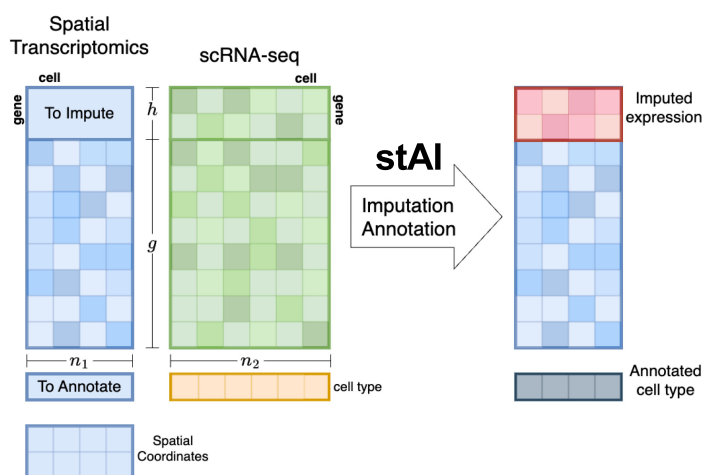 Spatial
Transcriptomics
scRNA-seq
cell
cell
gene
To Impute
h
gene
Imputed
expression
stAI
Imputation
Annotation
g
n₁
n₂
To Annotate
cell type
Annotated
cell type
Spatial
Coordinates